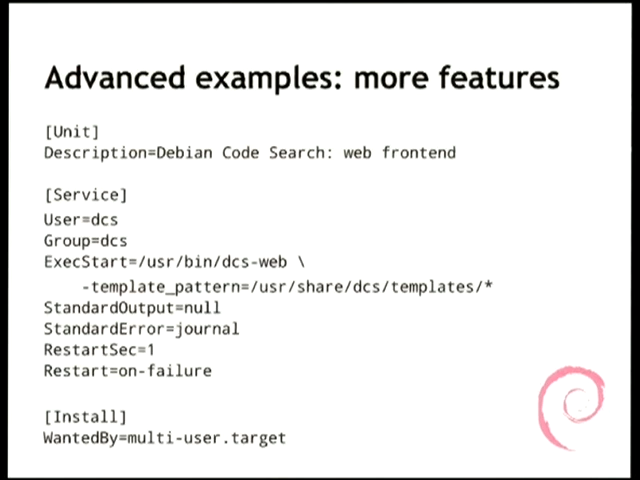 Advanced examples: more features
[Unit]
Description=Debian Code Search: web frontend
[Service]
User=dcs
Group=dcs
ExecStart=/usr/bin/dcs-web \
-template_pattern=/usr/share/dcs/templates/*
StandardOutput=null
StandardError=journal
RestartSec=1
Restart=on-failure
[Install]
WantedBy=multi-user.target